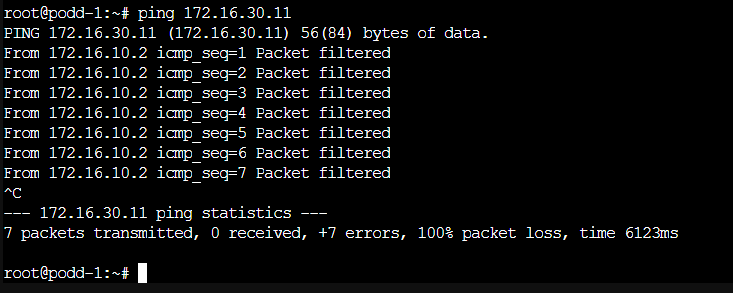 root@podd-1:~# ping 172.16.30.11
PING 172.16.30.11 (172.16.30.11) 56(84) bytes of data.
From 172.16.10.2 icmp_seq=1 Packet filtered
From 172.16.10.2 icmp_seq=2 Packet filtered
From 172.16.10.2 icmp_seq=3 Packet filtered
From 172.16.10.2 icmp_seq=4 Packet filtered
From 172.16.10.2 icmp_seq=5 Packet filtered
From 172.16.10.2 icmp_seq=6 Packet filtered
From 172.16.10.2 icmp_seq=7 Packet filtered
^C
--- 172.16.30.11 ping statistics ---
7 packets transmitted, 0 received, +7 errors, 100% packet loss, time 6123ms
root@podd-1:~#